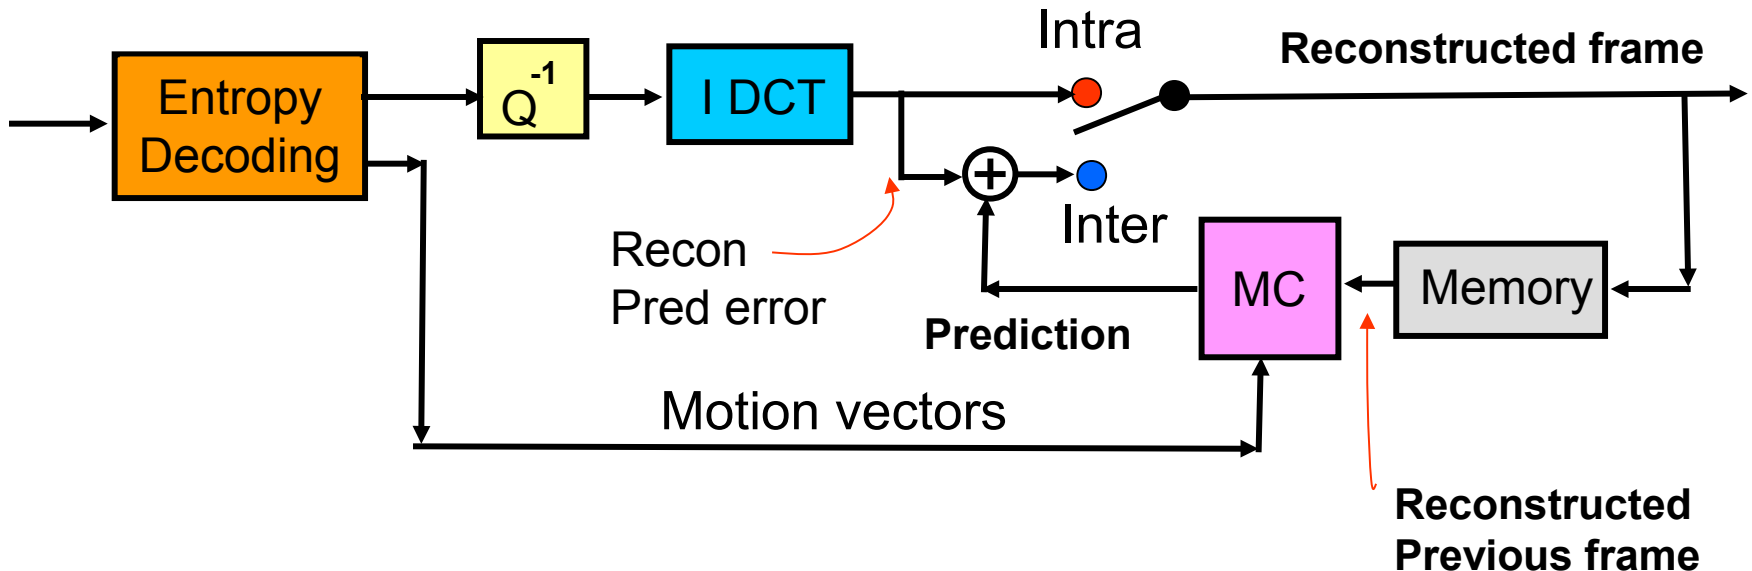 Intra
Reconstructed frame
Entropy
Decoding
Q-1
I DCT
+
Inter
Recon
Pred error
MC
Memory
Prediction
Motion vectors
Reconstructed
Previous frame